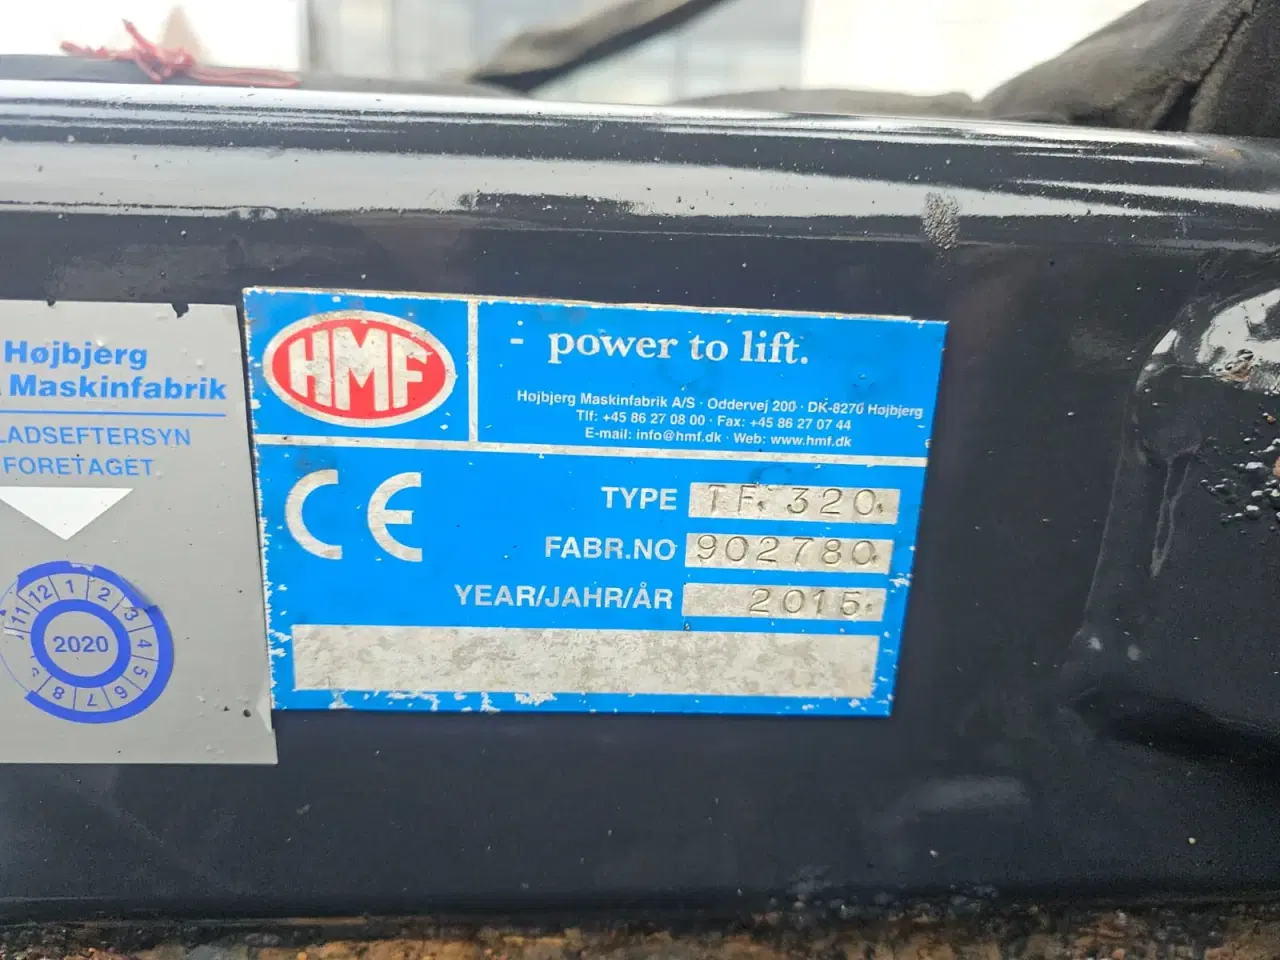 Højbjerg
Maskinfabrik
LADSEFTERSYN
FORETAGET
11 12 1 2 3 4 5 6 7 8
2020
HMF
- power to lift.
Højbjerg Maskinfabrik A/S · Oddervej 200 · DK-8270 Højbjerg
Tlf: +45 86 27 08 00 · Fax: +45 86 27 07 44
E-mail: info@hmf.dk · Web: www.hmf.dk
CE
TYPE TF 320
FABR.NO 902780
YEAR/JAHR/ÅR 2015